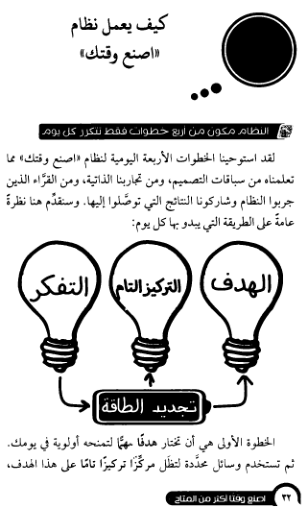 كيف يعمل نظام
«اصنع وقتك»
النظام مكون من أربع خطوات فقط تتكرر كل يوم
لقد استوحينا الخطوات الأربعة اليومية لنظام «اصنع وقتك» مما
تعلمناه من سباقات التصميم، ومن تجاربنا الذاتية، ومن القرَّاء الذين
جربوا النظام وشاركونا النتائج التي توصَّلوا إليها. وسنقدِّم هنا نظرةً
عامةً على الطريقة التي يبدو بها كل يوم:
الهدف
التركيز التام
التفكر
تجديد الطاقة
الخطوة الأولى هي أن تختار هدفًا مهمًّا لتمنحه أولوية في يومك.
ثم تستخدم وسائل محدَّدة لتظَل مركِّزًا تركيزًا تامًا على هذا الهدف،
٣٢ اصنع وقتًا أكثر من المتاح